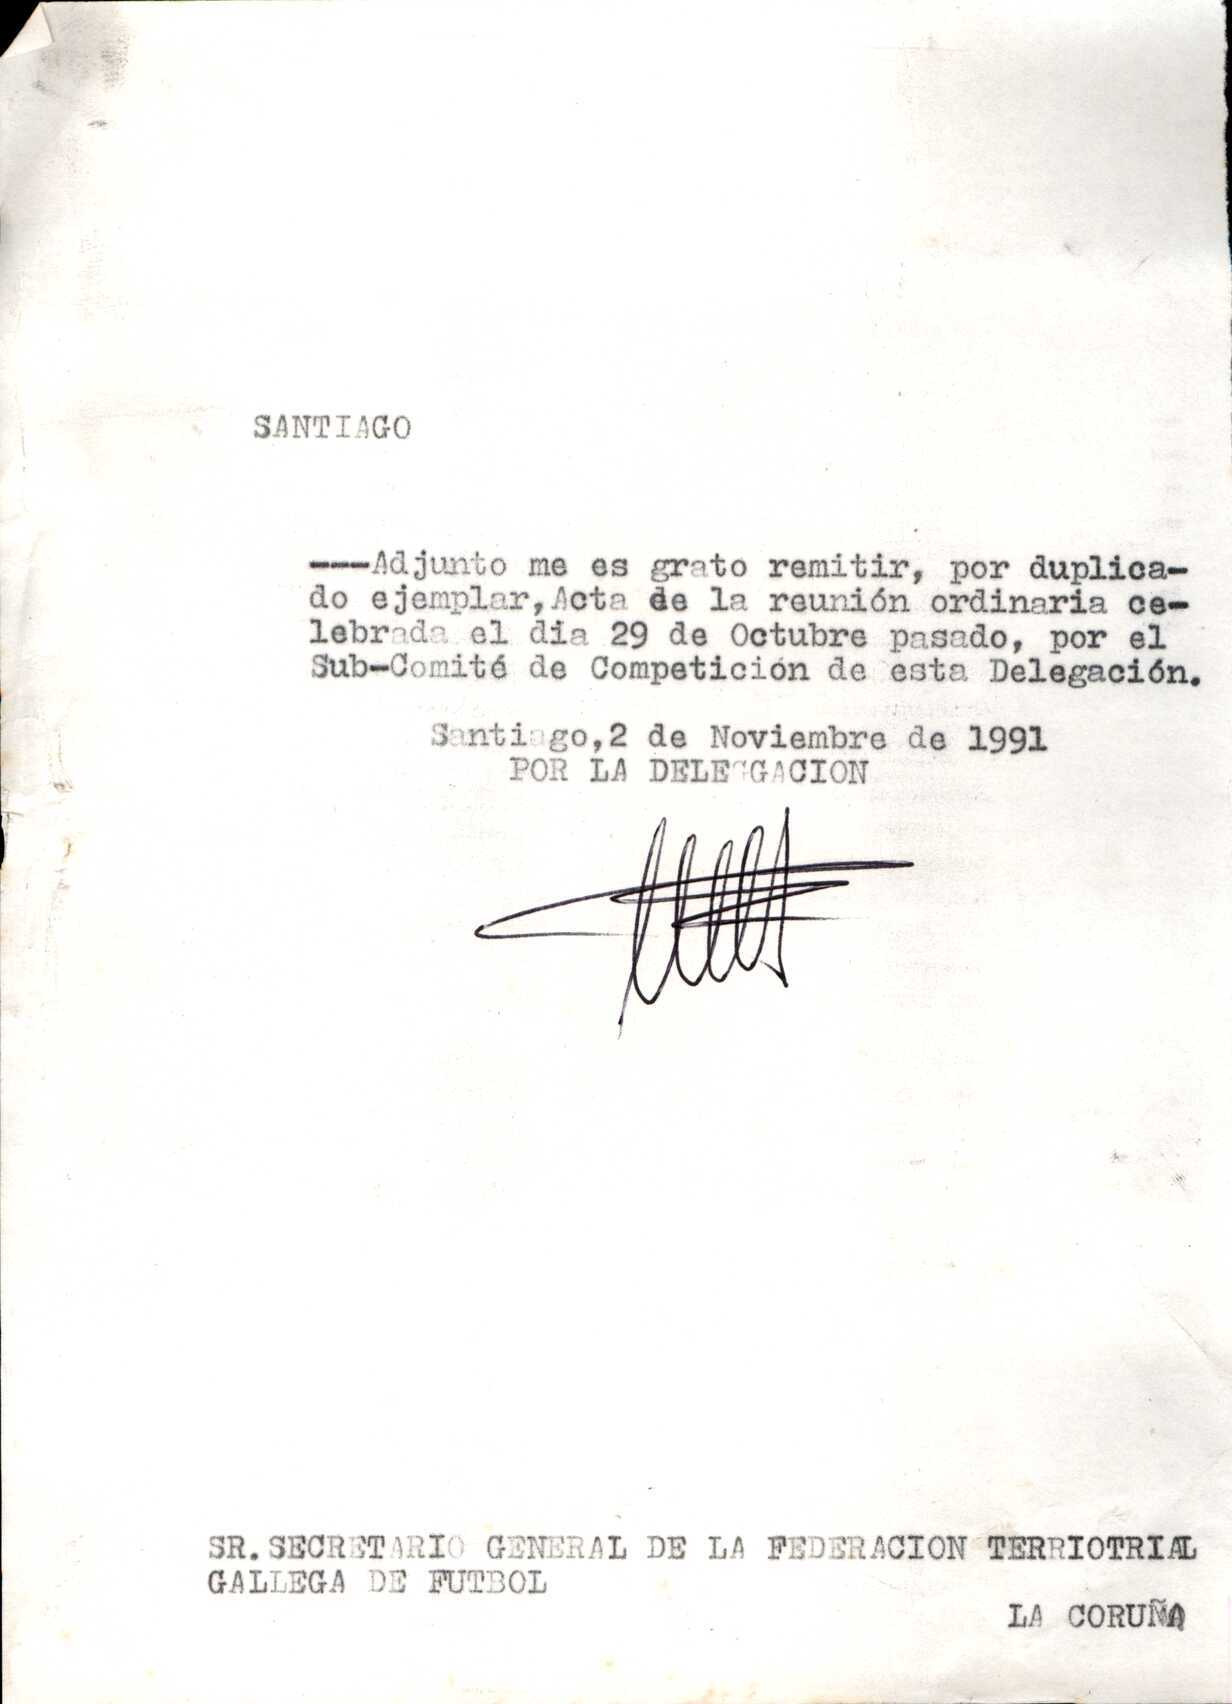 SANTIAGO
---Adjunto me es grato remitir, por duplica-
do ejemplar,Acta de la reunión ordinaria ce-
lebrada el dia 29 de Octubre pasado, por el
Sub-Comité de Competición de esta Delegación.
Santiago,2 de Noviembre de 1991
POR LA DELEGGACION
SR.SECRETARIO GENERAL DE LA FEDERACION TERRIOTRIAL
GALLEGA DE FUTBOL
LA CORUÑA